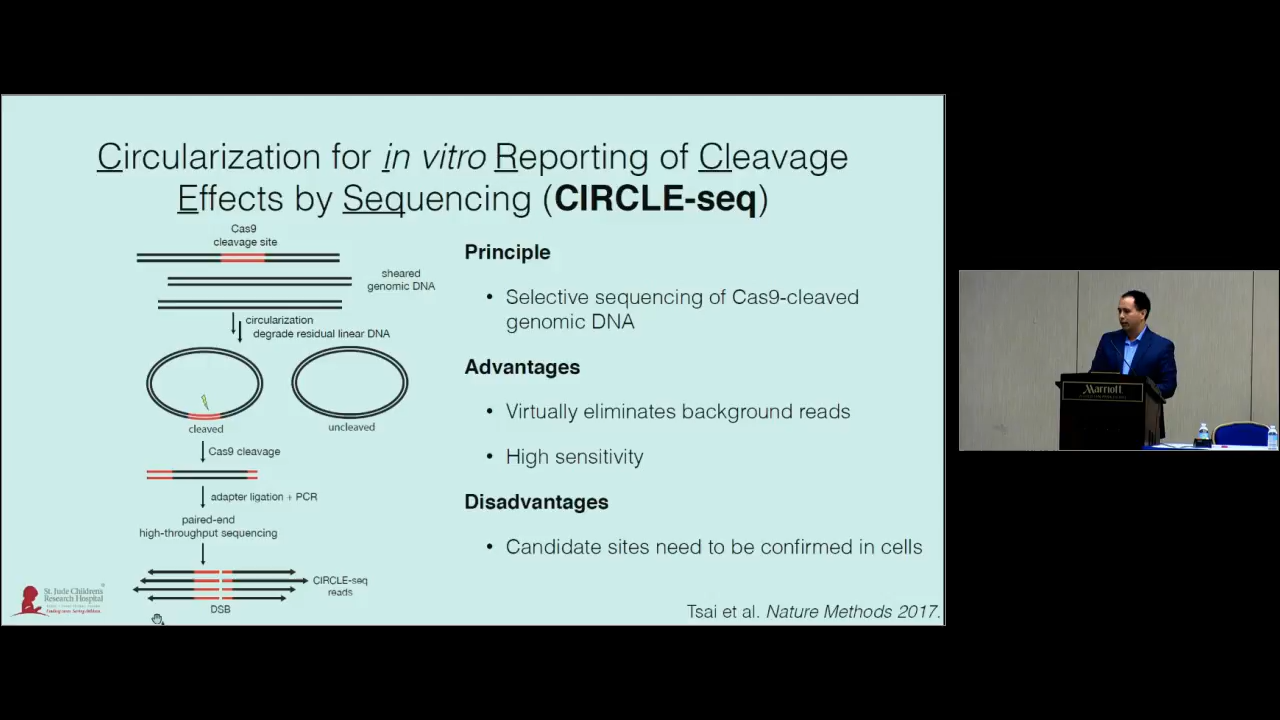 Circularization for in vitro Reporting of Cleavage
Effects by Sequencing (CIRCLE-seq)
Cas9
cleavage site
sheared
genomic DNA
circularization
degrade residual linear DNA
cleaved
uncleaved
Cas9 cleavage
adapter ligation + PCR
paired-end
high-throughput sequencing
CIRCLE-seq
reads
DSB
St. Jude Children's
Research Hospital
Principle
• Selective sequencing of Cas9-cleaved
genomic DNA
Advantages
• Virtually eliminates background reads
• High sensitivity
Disadvantages
• Candidate sites need to be confirmed in cells
Tsai et al. Nature Methods 2017.
Marriott